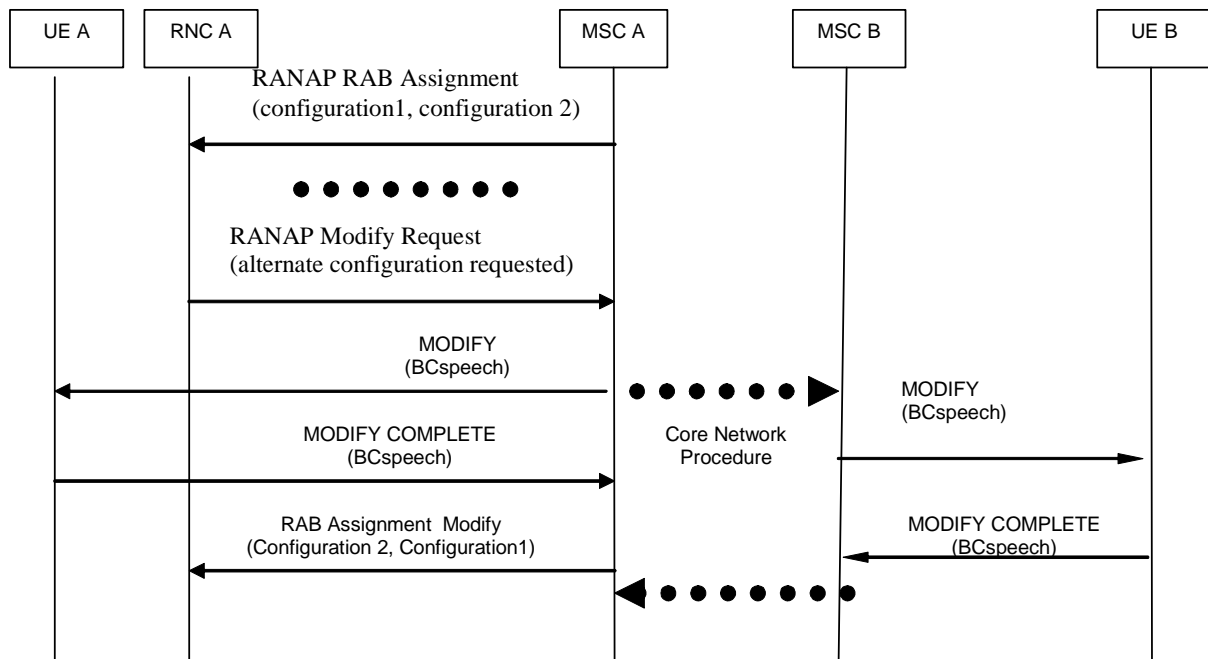 UE A
RNC A
MSC A
MSC B
UE B
RANAP RAB Assignment
(configuration1, configuration 2)
RANAP Modify Request
(alternate configuration requested)
MODIFY
(BCspeech)
MODIFY
(BCspeech)
MODIFY COMPLETE
(BCspeech)
Core Network
Procedure
RAB Assignment Modify
(Configuration 2, Configuration1)
MODIFY COMPLETE
(BCspeech)